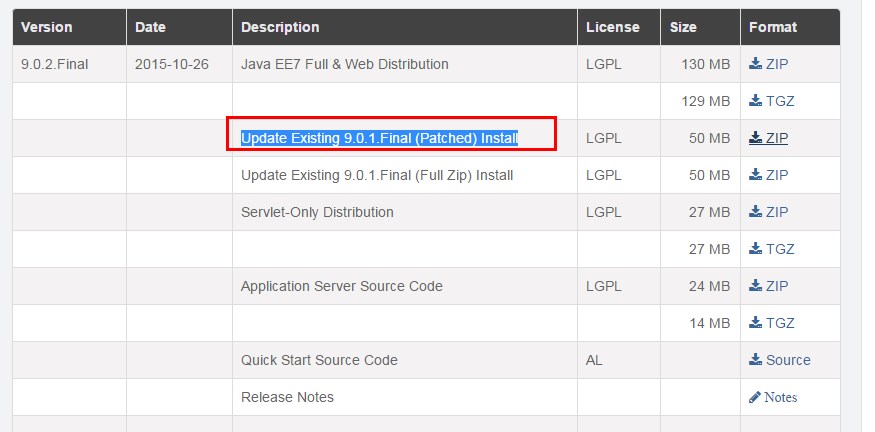 Version Date Description License Size Format
9.0.2.Final 2015-10-26 Java EE7 Full & Web Distribution LGPL 130 MB ZIP
129 MB TGZ
Update Existing 9.0.1.Final (Patched) Install LGPL 50 MB ZIP
Update Existing 9.0.1.Final (Full Zip) Install LGPL 50 MB ZIP
Servlet-Only Distribution LGPL 27 MB ZIP
27 MB TGZ
Application Server Source Code LGPL 24 MB ZIP
14 MB TGZ
Quick Start Source Code AL Source
Release Notes Notes